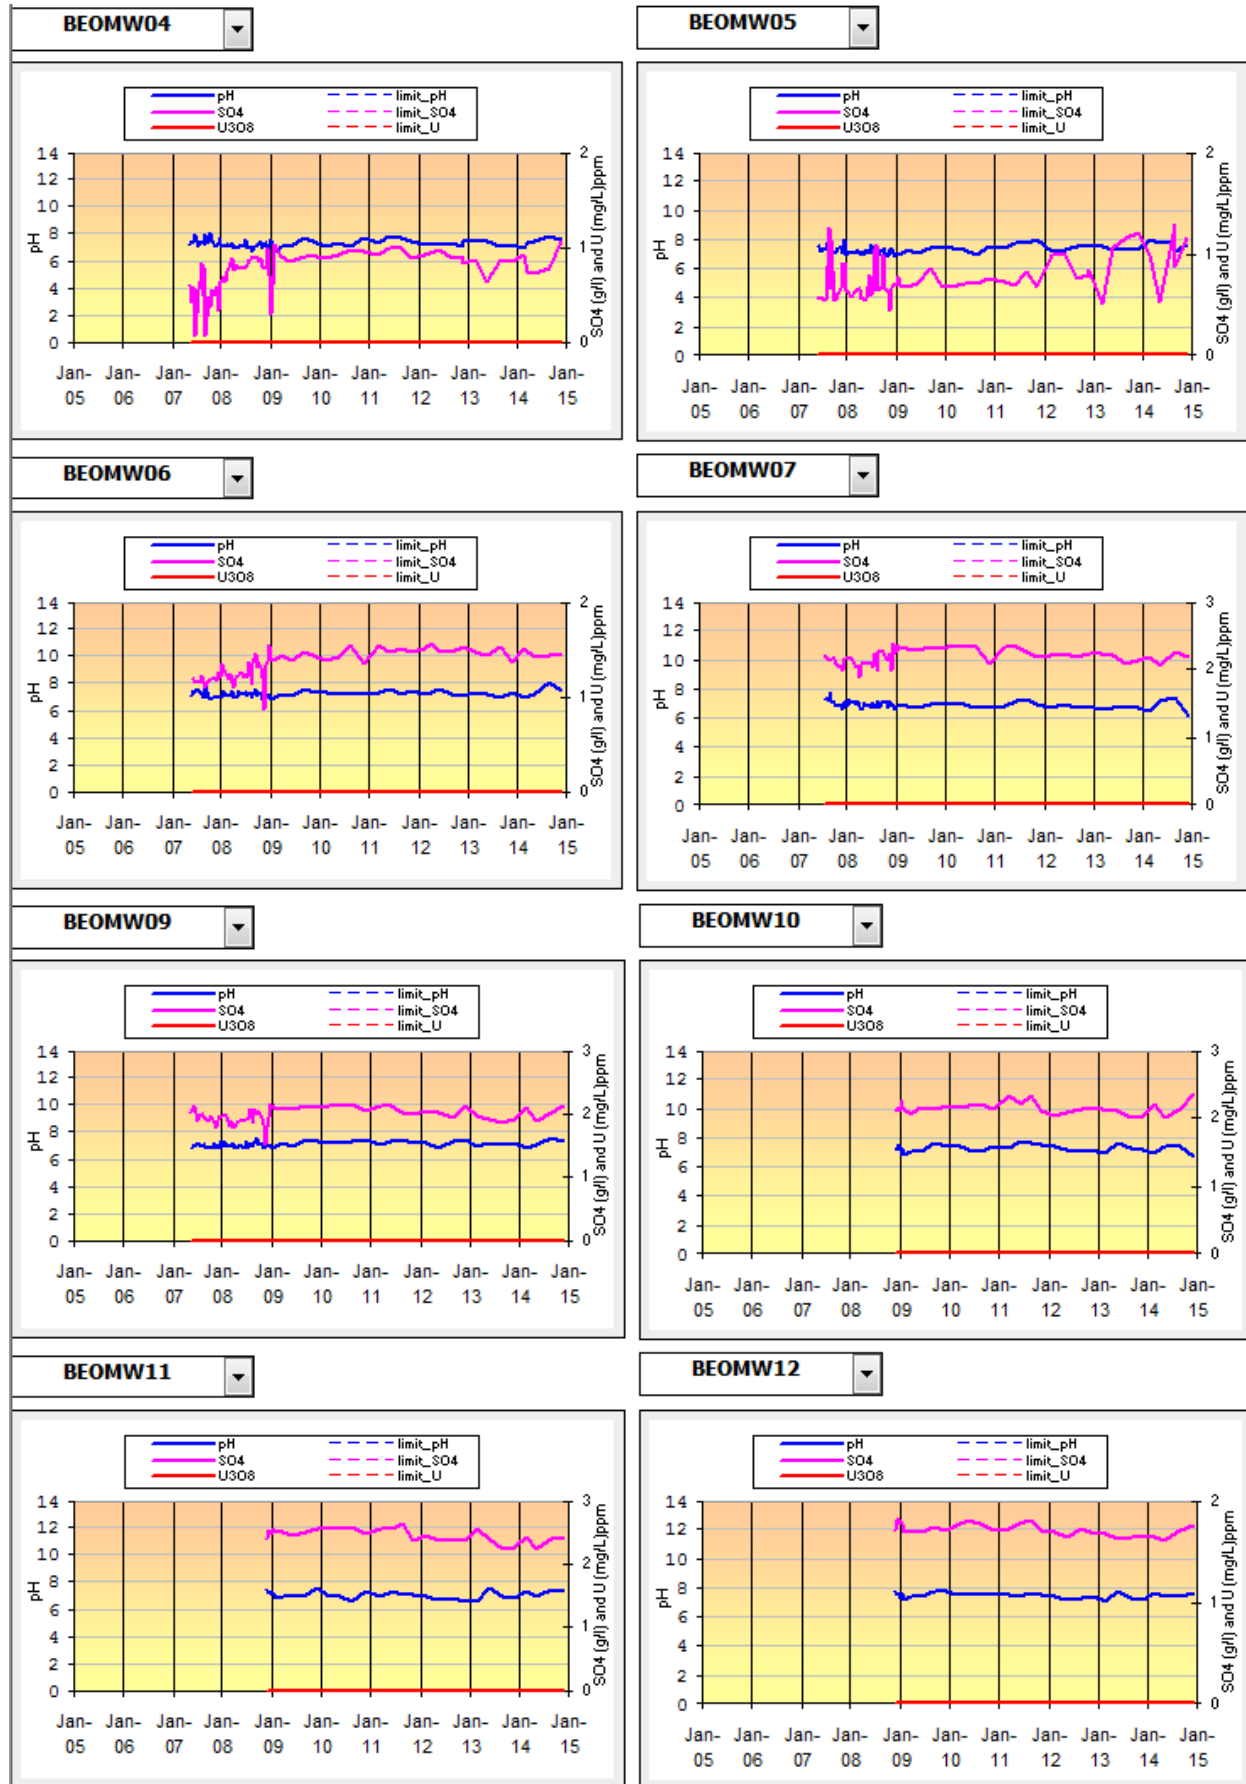 BEOMW04
pH limit_pH
SO4 limit_SO4
U3O8 limit_U
14 2
12
10
8 1
6
4
2
0 0
pH
SO4 (g/l) and U (mg/L)ppm
Jan- Jan- Jan- Jan- Jan- Jan- Jan- Jan- Jan- Jan- Jan-
05 06 07 08 09 10 11 12 13 14 15
BEOMW05
pH limit_pH
SO4 limit_SO4
U3O8 limit_U
14 2
12
10
8 1
6
4
2
0 0
pH
SO4 (g/l) and U (mg/L)ppm
Jan- Jan- Jan- Jan- Jan- Jan- Jan- Jan- Jan- Jan- Jan-
05 06 07 08 09 10 11 12 13 14 15
BEOMW06
pH limit_pH
SO4 limit_SO4
U3O8 limit_U
14 2
12
10
8 1
6
4
2
0 0
pH
SO4 (g/l) and U (mg/L)ppm
Jan- Jan- Jan- Jan- Jan- Jan- Jan- Jan- Jan- Jan- Jan-
05 06 07 08 09 10 11 12 13 14 15
BEOMW07
pH limit_pH
SO4 limit_SO4
U3O8 limit_U
14 3
12
10 2
8
6
4 1
2
0 0
pH
SO4 (g/l) and U (mg/L)ppm
Jan- Jan- Jan- Jan- Jan- Jan- Jan- Jan- Jan- Jan- Jan-
05 06 07 08 09 10 11 12 13 14 15
BEOMW09
pH limit_pH
SO4 limit_SO4
U3O8 limit_U
14 3
12
10 2
8
6
4 1
2
0 0
pH
SO4 (g/l) and U (mg/L)ppm
Jan- Jan- Jan- Jan- Jan- Jan- Jan- Jan- Jan- Jan- Jan-
05 06 07 08 09 10 11 12 13 14 15
BEOMW10
pH limit_pH
SO4 limit_SO4
U3O8 limit_U
14 3
12
10 2
8
6
4 1
2
0 0
pH
SO4 (g/l) and U (mg/L)ppm
Jan- Jan- Jan- Jan- Jan- Jan- Jan- Jan- Jan- Jan- Jan-
05 06 07 08 09 10 11 12 13 14 15
BEOMW11
pH limit_pH
SO4 limit_SO4
U3O8 limit_U
14 3
12
10 2
8
6
4 1
2
0 0
pH
SO4 (g/l) and U (mg/L)ppm
Jan- Jan- Jan- Jan- Jan- Jan- Jan- Jan- Jan- Jan- Jan-
05 06 07 08 09 10 11 12 13 14 15
BEOMW12
pH limit_pH
SO4 limit_SO4
U3O8 limit_U
14 2
12
10
8 1
6
4
2
0 0
pH
SO4 (g/l) and U (mg/L)ppm
Jan- Jan- Jan- Jan- Jan- Jan- Jan- Jan- Jan- Jan- Jan-
05 06 07 08 09 10 11 12 13 14 15